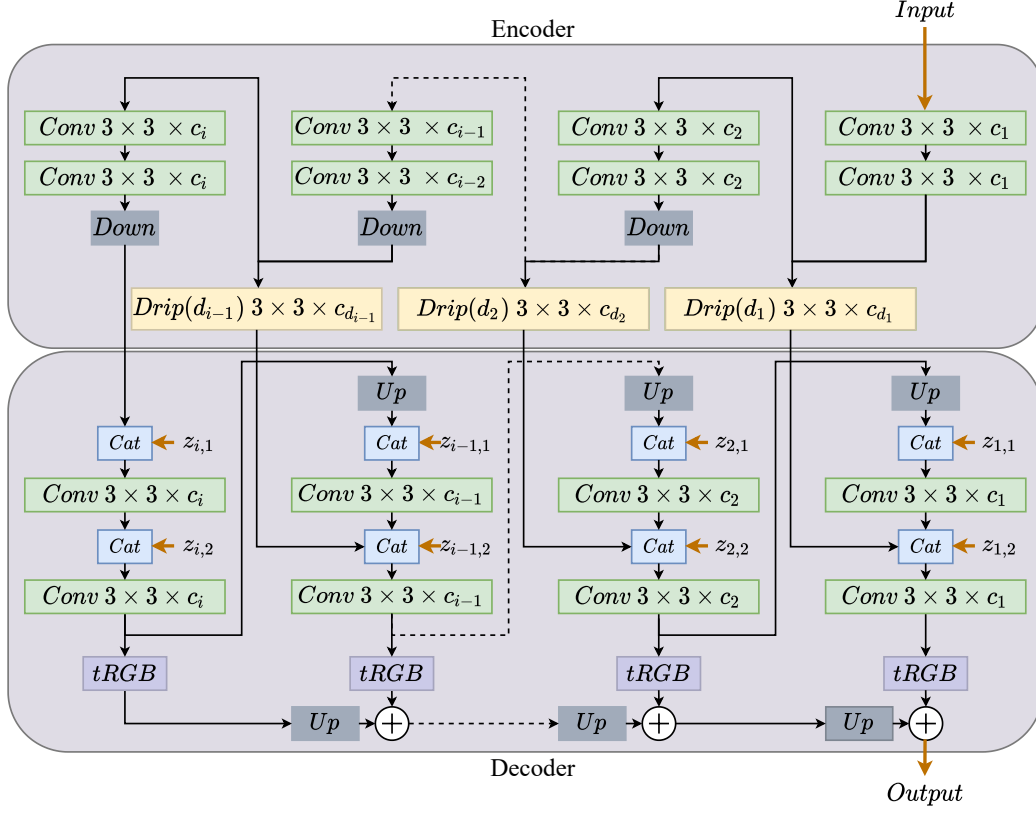 Input
Encoder
Conv 3 × 3 × c_i
Conv 3 × 3 × c_{i−1}
Conv 3 × 3 × c_2
Conv 3 × 3 × c_1
Conv 3 × 3 × c_i
Conv 3 × 3 × c_{i−2}
Conv 3 × 3 × c_2
Conv 3 × 3 × c_1
Down
Down
Down
Drip(d_{i−1}) 3 × 3 × c_{d_{i−1}}
Drip(d_2) 3 × 3 × c_{d_2}
Drip(d_1) 3 × 3 × c_{d_1}
Up
Up
Up
Cat
z_{i,1}
Cat
z_{i−1,1}
Cat
z_{2,1}
Cat
z_{1,1}
Conv 3 × 3 × c_i
Conv 3 × 3 × c_{i−1}
Conv 3 × 3 × c_2
Conv 3 × 3 × c_1
Cat
z_{i,2}
Cat
z_{i−1,2}
Cat
z_{2,2}
Cat
z_{1,2}
Conv 3 × 3 × c_i
Conv 3 × 3 × c_{i−1}
Conv 3 × 3 × c_2
Conv 3 × 3 × c_1
tRGB
tRGB
tRGB
tRGB
Up
+
Up
+
Up
+
Decoder
Output